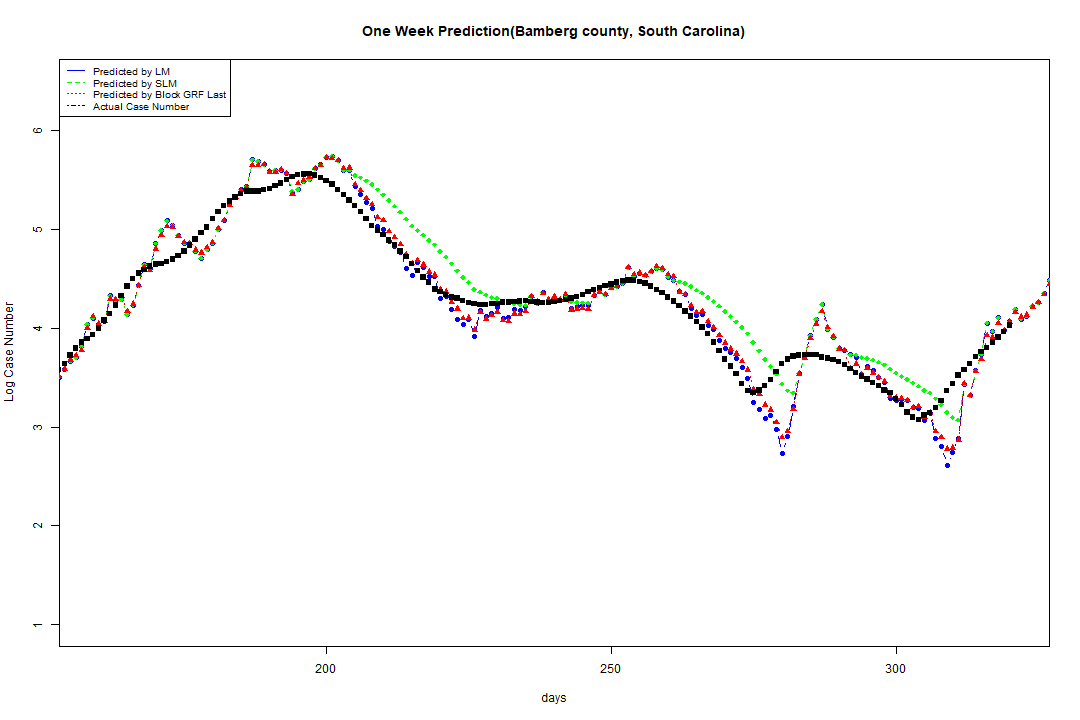 One Week Prediction(Bamberg county, South Carolina)
Predicted by LM
Predicted by SLM
Predicted by Block GRF Last
Actual Case Number
6
5
4
3
2
1
Log Case Number
200
250
300
days